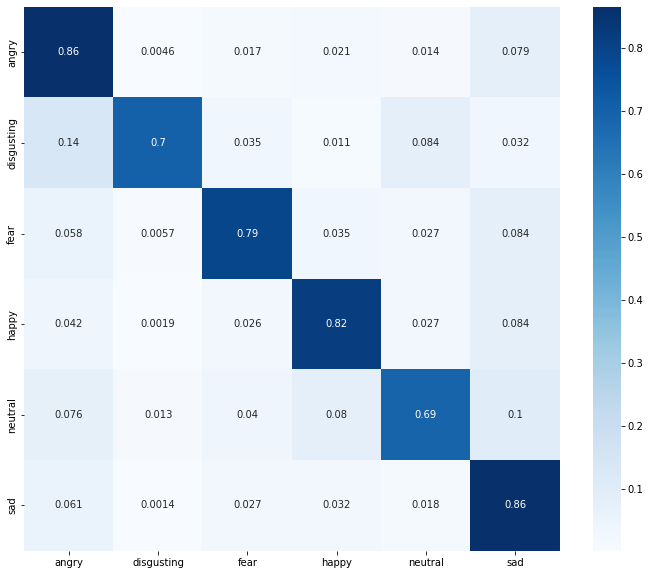 angry 0.86 0.0046 0.017 0.021 0.014 0.079
disgusting 0.14 0.7 0.035 0.011 0.084 0.032
fear 0.058 0.0057 0.79 0.035 0.027 0.084
happy 0.042 0.0019 0.026 0.82 0.027 0.084
neutral 0.076 0.013 0.04 0.08 0.69 0.1
sad 0.061 0.0014 0.027 0.032 0.018 0.86
angry disgusting fear happy neutral sad
0.8
0.7
0.6
0.5
0.4
0.3
0.2
0.1